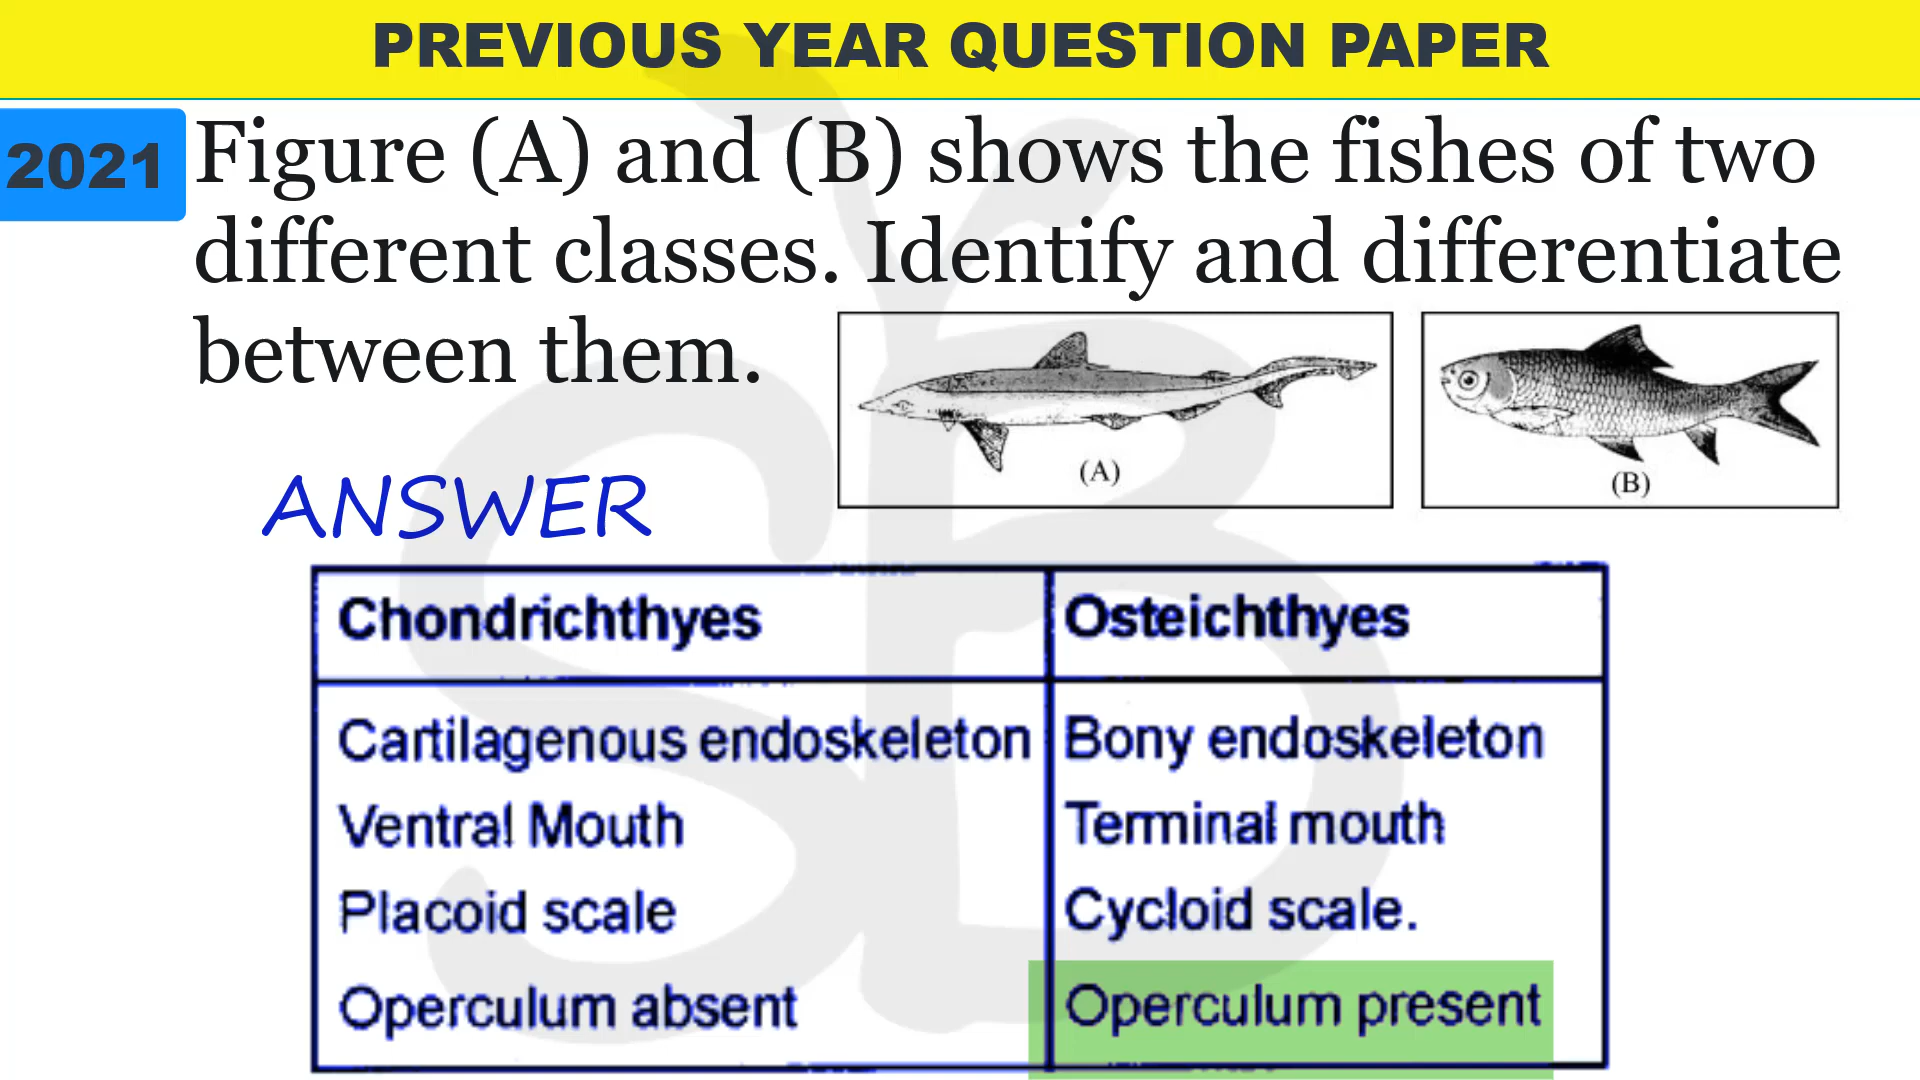 PREVIOUS YEAR QUESTION PAPER
2021
Figure (A) and (B) shows the fishes of two
different classes. Identify and differentiate
between them.
(A)
(B)
ANSWER
Chondrichthyes
Osteichthyes
Cartilagenous endoskeleton
Bony endoskeleton
Ventral Mouth
Terminal mouth
Placoid scale
Cycloid scale.
Operculum absent
Operculum present
SB